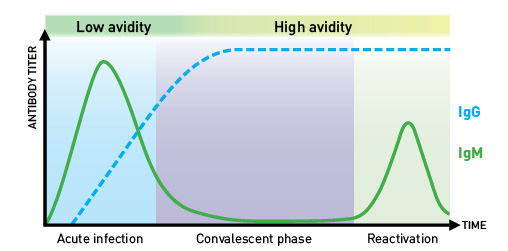 Low avidity
High avidity
ANTIBODY TITER
IgG
IgM
TIME
Acute infection
Convalescent phase
Reactivation